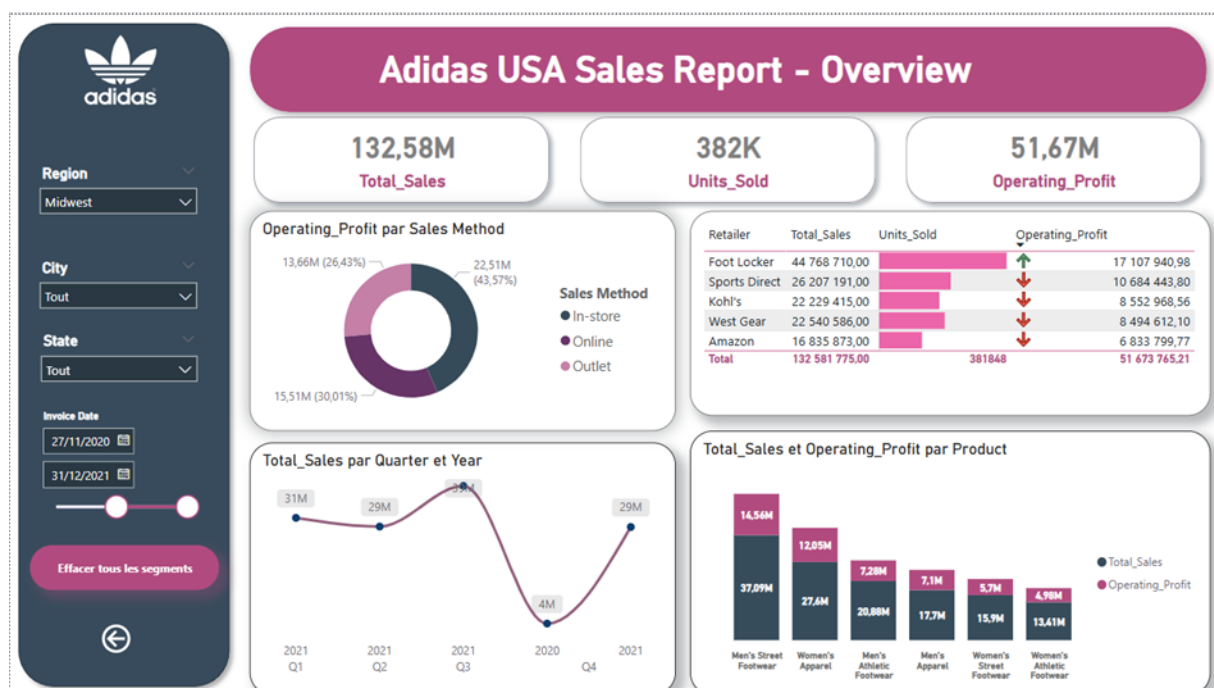 adidas
Adidas USA Sales Report - Overview
132,58M
Total_Sales
382K
Units_Sold
51,67M
Operating_Profit
Region
Midwest
City
Tout
State
Tout
Invoice Date
27/11/2020
31/12/2021
Effacer tous les segments
Operating_Profit par Sales Method
13,66M (26,43%)
22,51M
(43,57%)
15,51M (30,01%)
Sales Method
In-store
Online
Outlet
Retailer Total_Sales Units_Sold Operating_Profit
Foot Locker 44 768 710,00 17 107 940,98
Sports Direct 26 207 191,00 10 684 443,80
Kohl's 22 229 415,00 8 552 968,56
West Gear 22 540 586,00 8 494 612,10
Amazon 16 835 873,00 6 833 799,77
Total 132 581 775,00 381848 51 673 765,21
Total_Sales par Quarter et Year
31M
29M
4M
29M
2021 2021 2021 2020 2021
Q1 Q2 Q3 Q4
Total_Sales et Operating_Profit par Product
14,56M
37,09M
12,05M
27,6M
7,28M
20,88M
7,1M
17,7M
5,7M
15,9M
4,98M
13,41M
Total_Sales
Operating_Profit
Men's Street
Footwear
Women's
Apparel
Men's
Athletic
Footwear
Men's
Apparel
Women's
Street
Footwear
Women's
Athletic
Footwear